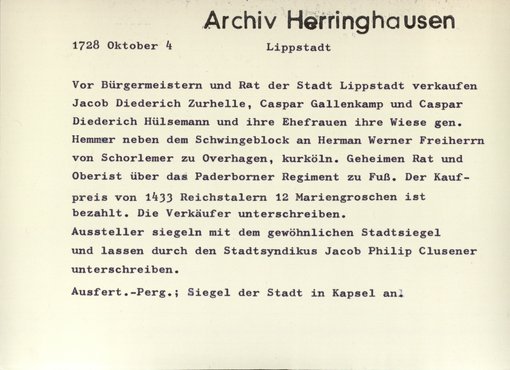 Archiv Herringhausen
1728 Oktober 4 Lippstadt
Vor Bürgermeistern und Rat der Stadt Lippstadt verkaufen
Jacob Diederich Zurhelle, Caspar Gallenkamp und Caspar
Diederich Hülsemann und ihre Ehefrauen ihre Wiese gen.
Hemmer neben dem Schwingeblock an Herman Werner Freiherrn
von Schorlemer zu Overhagen, kurköln. Geheimen Rat und
Oberist über das Paderborner Regiment zu Fuß. Der Kauf-
preis von 1433 Reichstalern 12 Mariengroschen ist
bezahlt. Die Verkäufer unterschreiben.
Aussteller siegeln mit dem gewöhnlichen Stadtsiegel
und lassen durch den Stadtsyndikus Jacob Philip Clusener
unterschreiben.
Ausfert.-Perg.; Siegel der Stadt in Kapsel an.